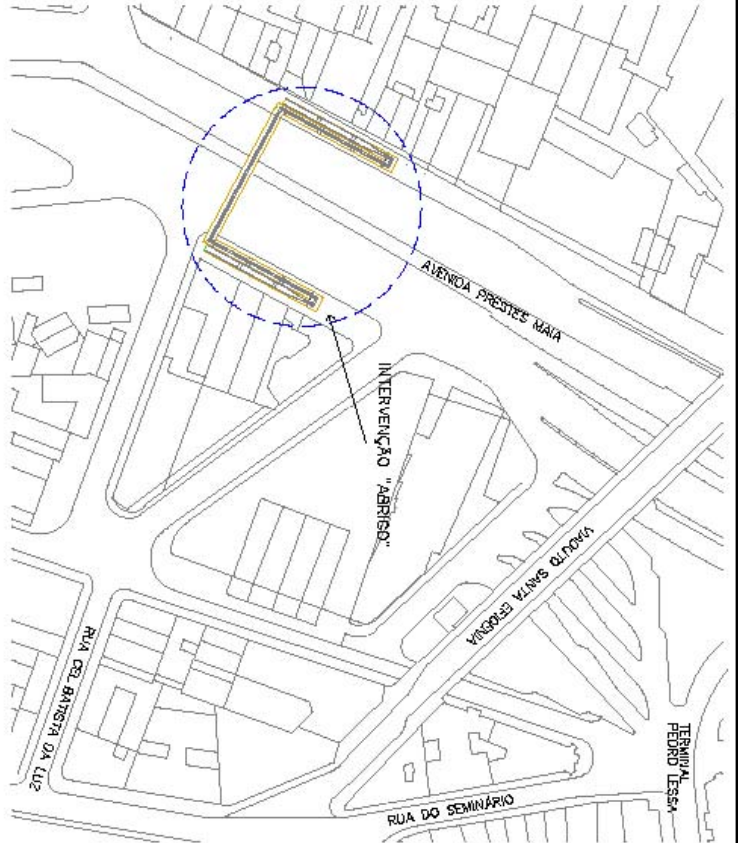 AVENIDA PRESTES MAIA
INTERVENÇÃO "ABRIGO"
VIADUTO SANTA EFIGÊNIA
TERMINAL
PEDRO LESSA
RUA CEL BATISTA DA LUZ
RUA DO SEMINÁRIO